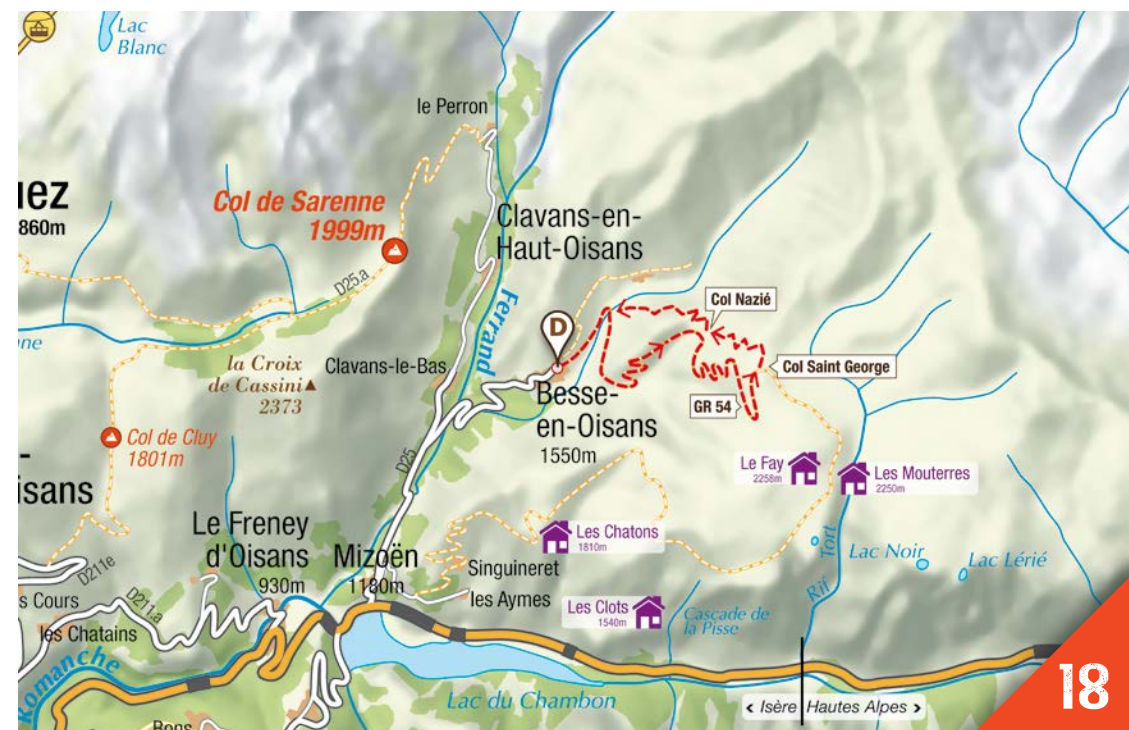 Lac
Blanc
le Perron
uez
860m
Col de Sarenne
1999m
Clavans-en-
Haut-Oisans
D25.a
Ferrand
Col Nazié
ne
la Croix
de Cassini
2373
Clavans-le-Bas
D
Col Saint George
Besse-
en-Oisans
1550m
GR 54
Col de Cluy
1801m
D25
-
isans
Le Fay
2258m
Les Mouterres
2250m
Le Freney
d'Oisans
930m
Mizoën
1180m
Les Chatons
1810m
Rif Tort
Lac Noir
Lac Lérié
D211e
Singuineret
les Aymes
s Cours
D211.a
les Chatains
Les Clots
1540m
Cascade de
la Pisse
Romanche
Lac du Chambon
< Isère
Hautes Alpes >
Bons
18